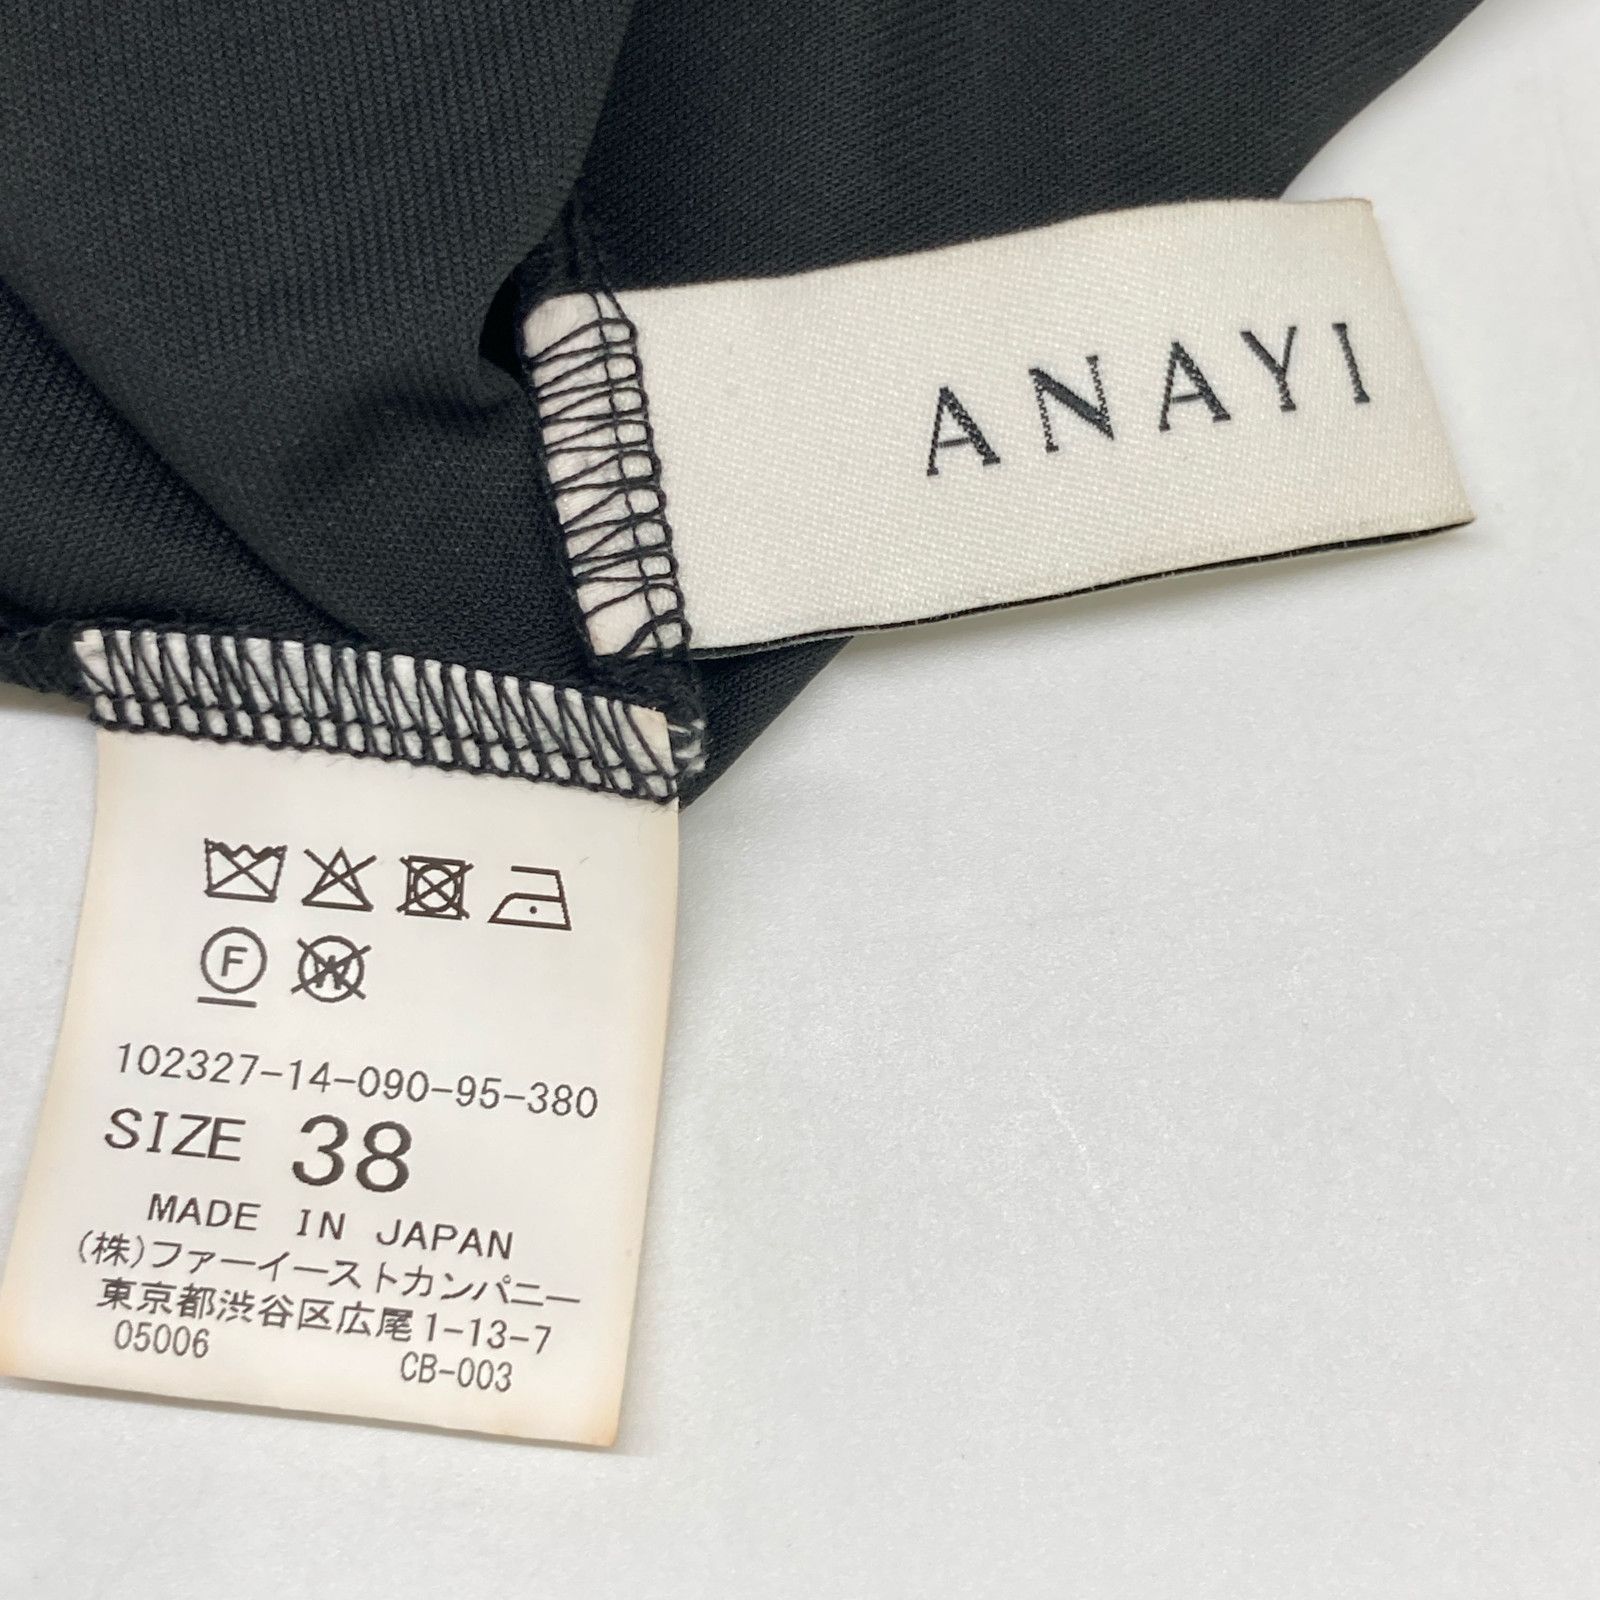 ANAYI
F
W
102327-14-090-95-380
SIZE 38
MADE IN JAPAN
(株)ファーイーストカンパニー
東京都渋谷区広尾1-13-7
05006 CB-003